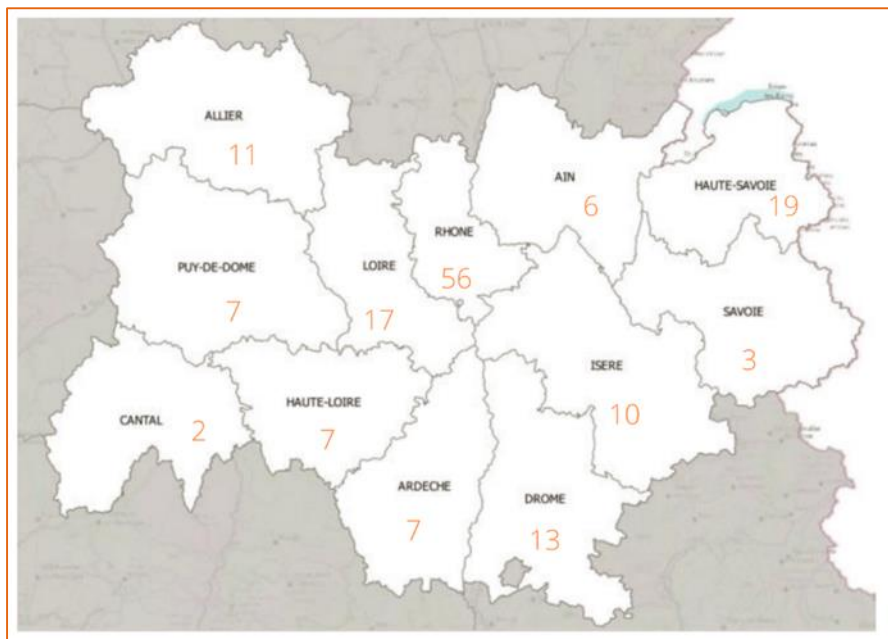 ALLIER
11
AIN
6
HAUTE-SAVOIE
19
RHONE
56
PUY-DE-DOME
7
LOIRE
17
SAVOIE
3
ISERE
10
HAUTE-LOIRE
7
CANTAL
2
ARDECHE
7
DROME
13